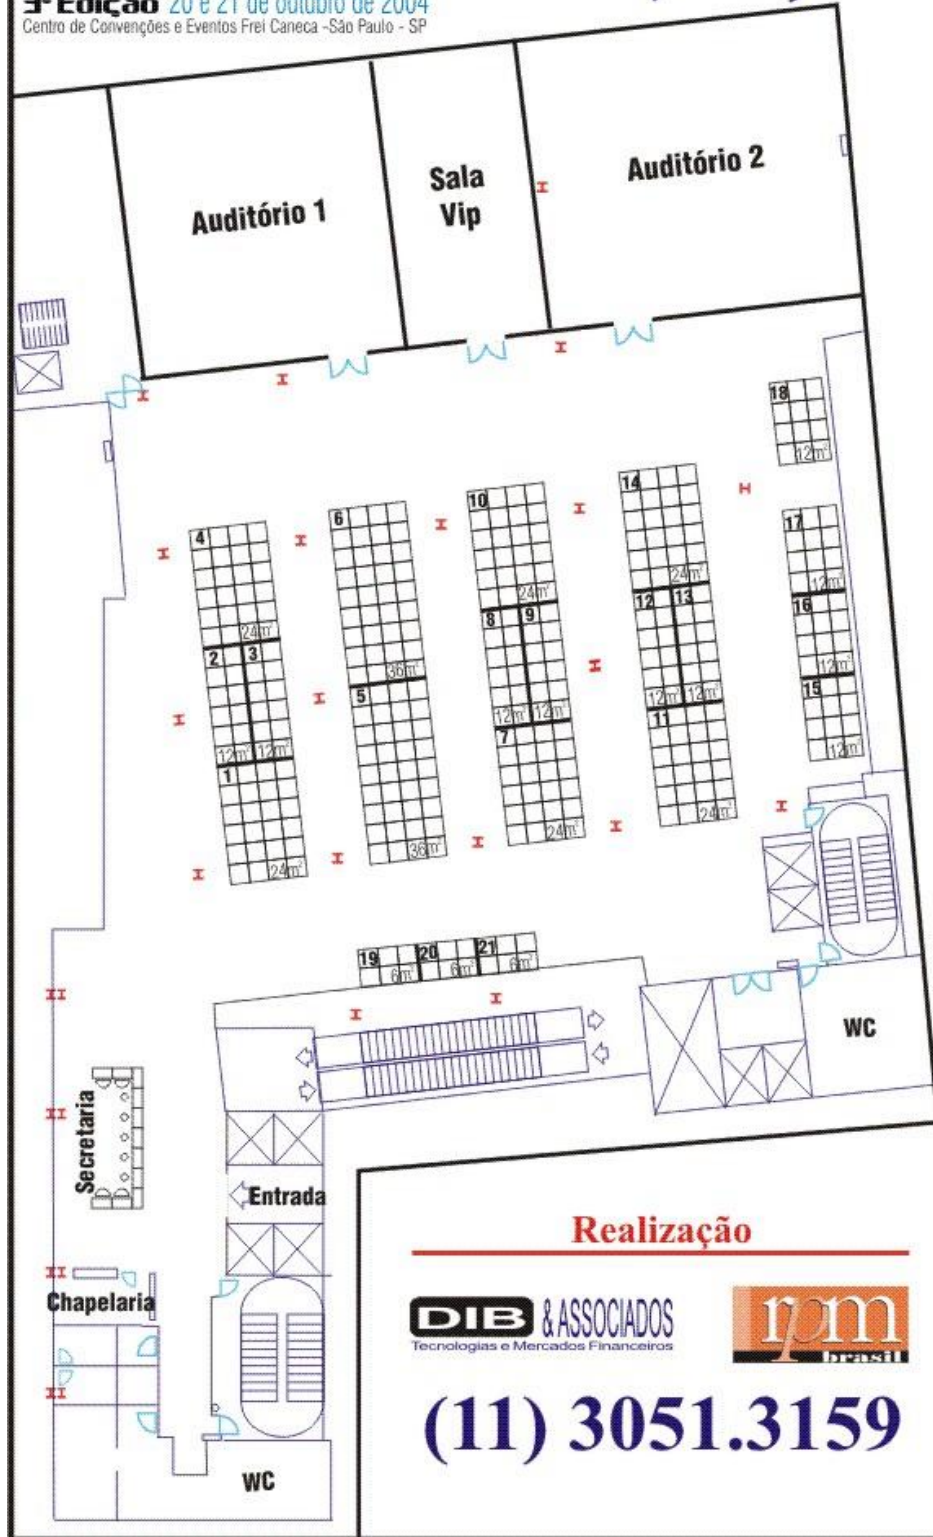 3ª Edição 20 e 21 de outubro de 2004
Centro de Convenções e Eventos Frei Caneca -São Paulo - SP
Auditório 1
Sala
Vip
Auditório 2
18
12m²
4
6
10
14
17
24m²
36m²
24m²
24m²
12m²
2
3
5
8
9
12
13
16
12m²
12m²
12m²
12m²
12m²
12m²
12m²
1
7
11
15
24m²
36m²
24m²
24m²
12m²
19
20
21
6m²
6m²
6m²
WC
Secretaria
Entrada
Chapelaria
WC
Realização
DIB & ASSOCIADOS
Tecnologias e Mercados Financeiros
rpm
brasil
(11) 3051.3159